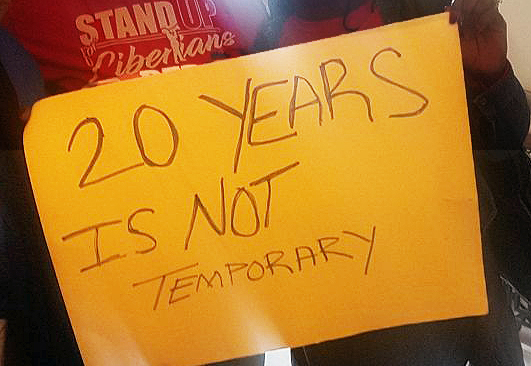 STAND UP
Liberians
20 YEARS
IS NOT
TEMPORARY